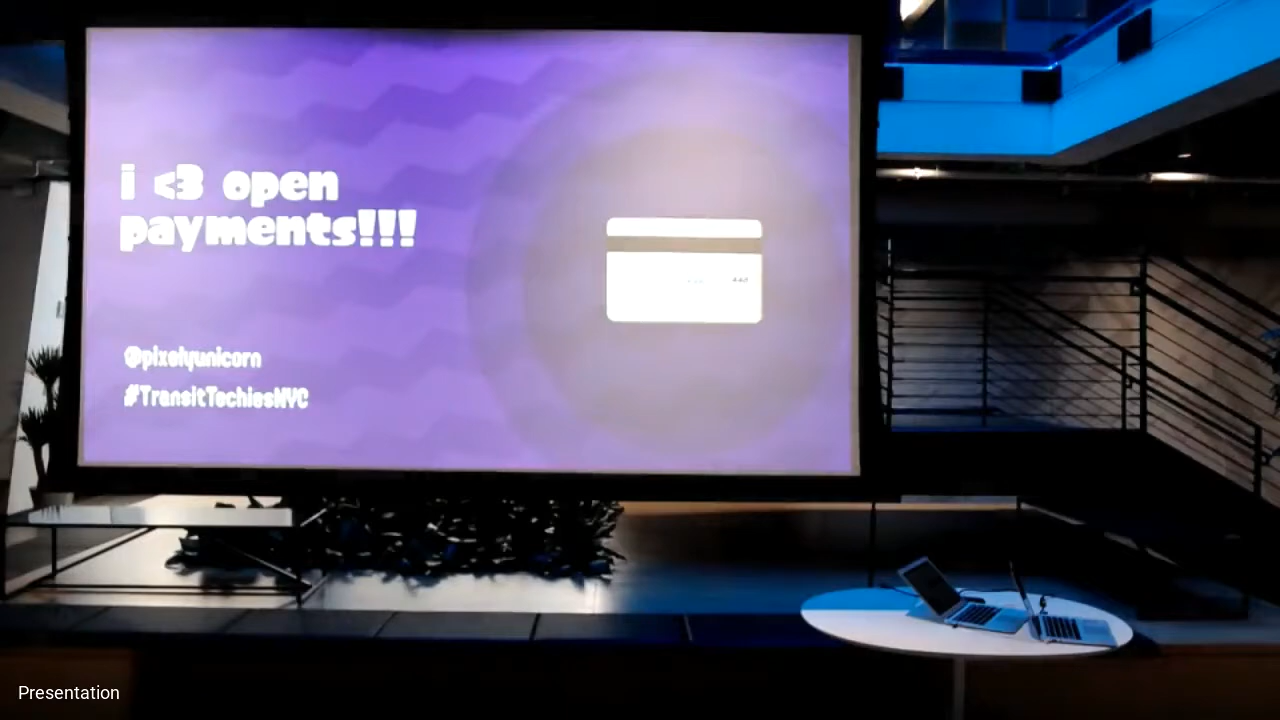 i <3 open
payments!!!
@pixelyunicorn
#TransitTechiesNYC
Presentation